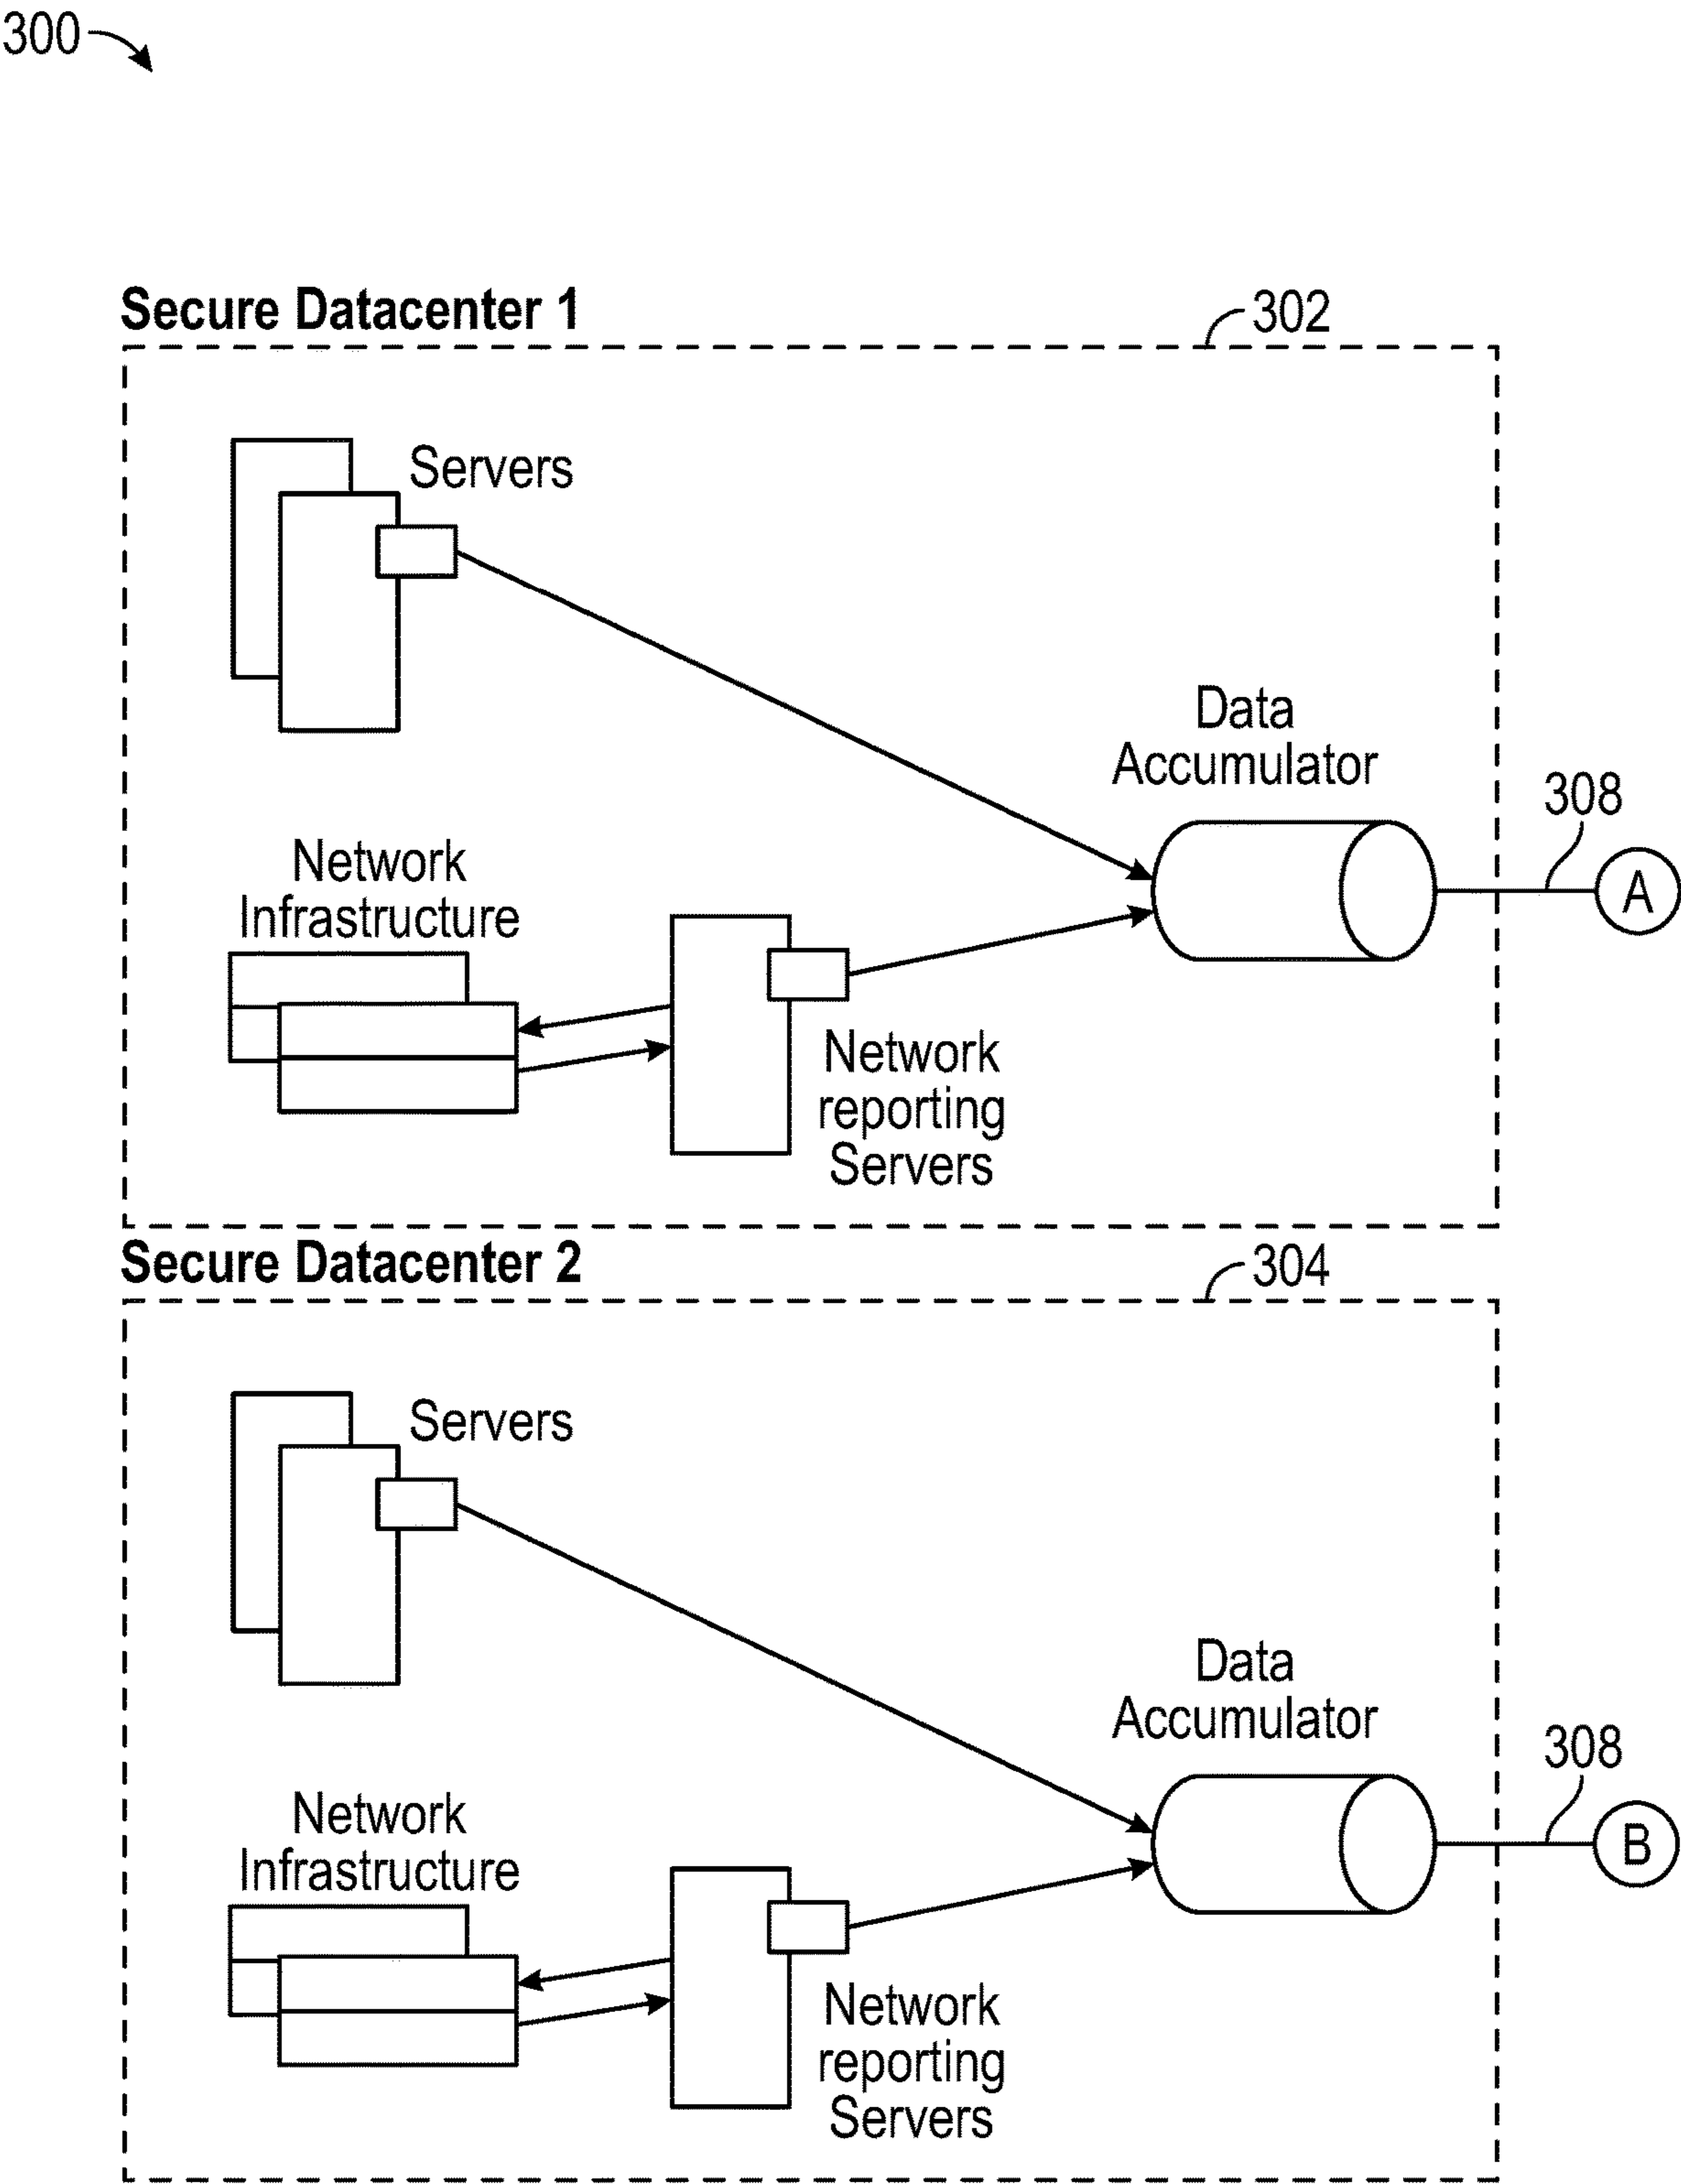 300
Secure Datacenter 1
302
Servers
Data
Accumulator
308
A
Network
Infrastructure
Network
reporting
Servers
Secure Datacenter 2
304
Servers
Data
Accumulator
308
B
Network
Infrastructure
Network
reporting
Servers